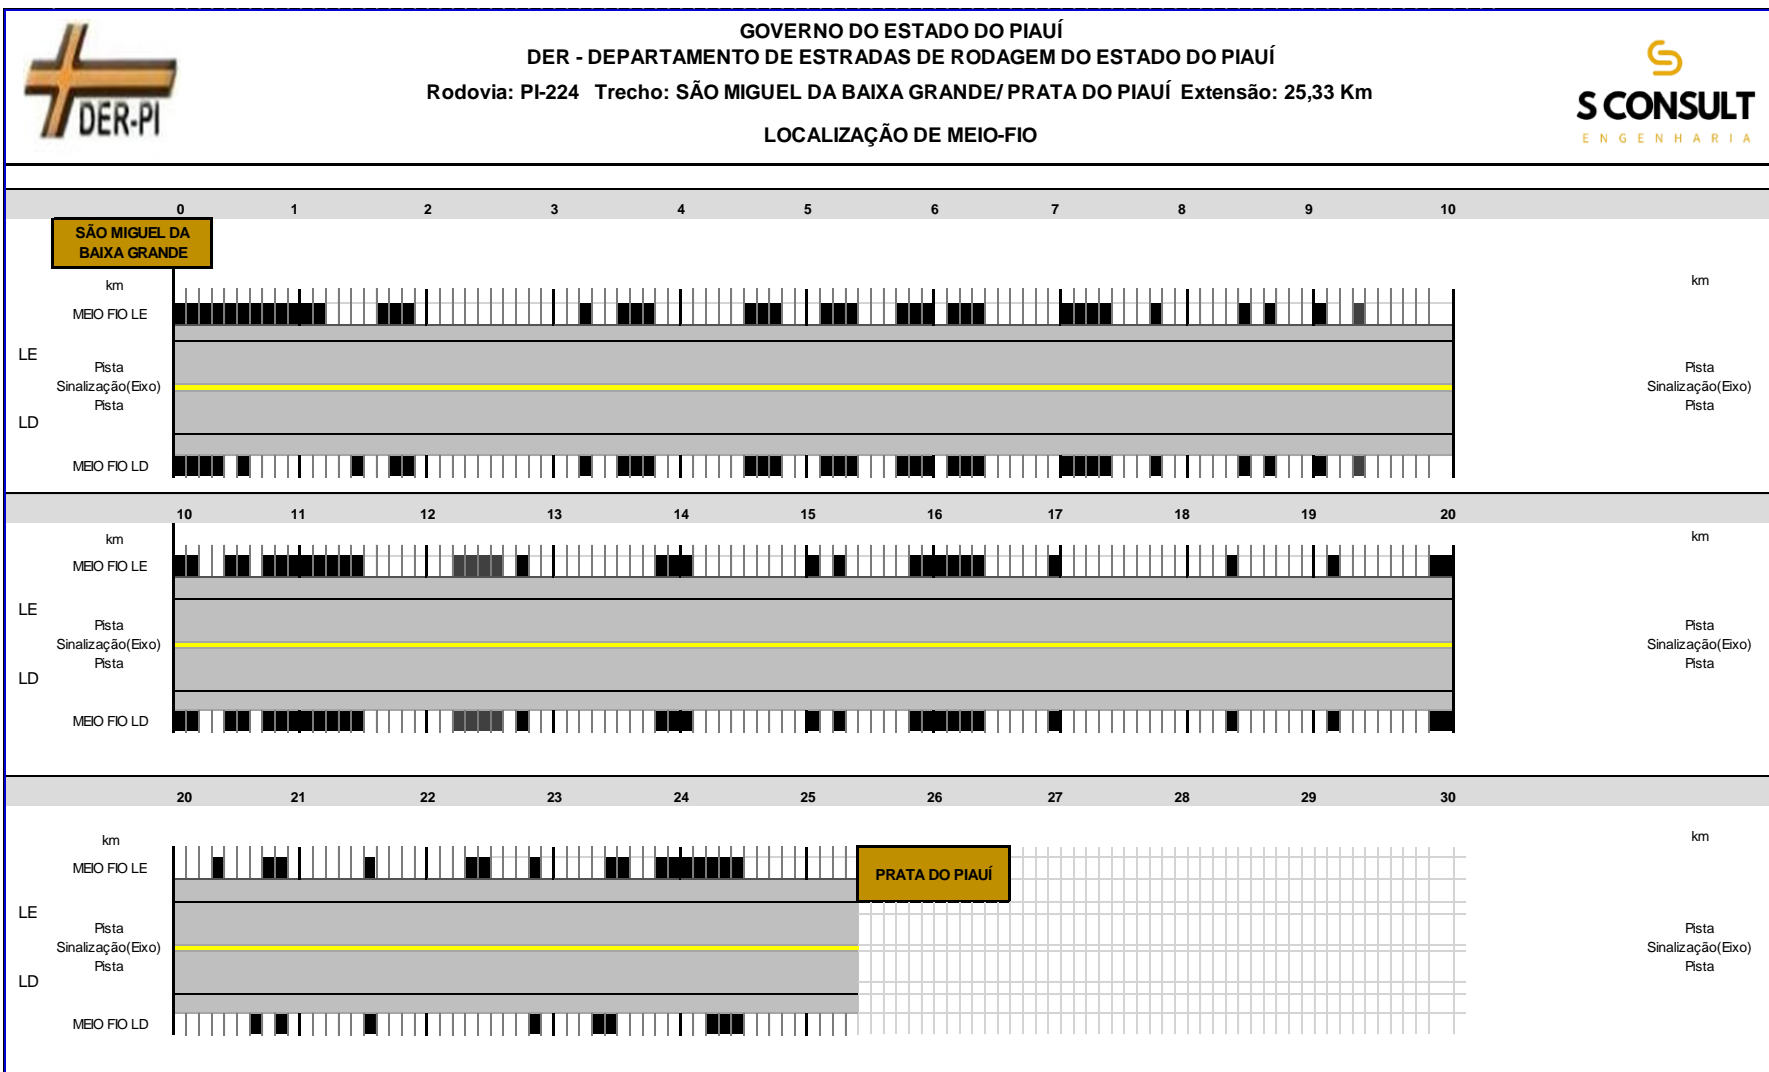 GOVERNO DO ESTADO DO PIAUÍ
DER - DEPARTAMENTO DE ESTRADAS DE RODAGEM DO ESTADO DO PIAUÍ
Rodovia: PI-224 Trecho: SÃO MIGUEL DA BAIXA GRANDE/ PRATA DO PIAUÍ Extensão: 25,33 Km
LOCALIZAÇÃO DE MEIO-FIO
DER-PI
S CONSULT
ENGENHARIA
0 1 2 3 4 5 6 7 8 9 10
SÃO MIGUEL DA
BAIXA GRANDE
km km
MEIO FIO LE
LE
Pista Pista
Sinalização(Eixo) Sinalização(Eixo)
Pista Pista
LD
MEIO FIO LD
10 11 12 13 14 15 16 17 18 19 20
km km
MEIO FIO LE
LE
Pista Pista
Sinalização(Eixo) Sinalização(Eixo)
Pista Pista
LD
MEIO FIO LD
20 21 22 23 24 25 26 27 28 29 30
km km
MEIO FIO LE
PRATA DO PIAUÍ
LE
Pista Pista
Sinalização(Eixo) Sinalização(Eixo)
Pista Pista
LD
MEIO FIO LD